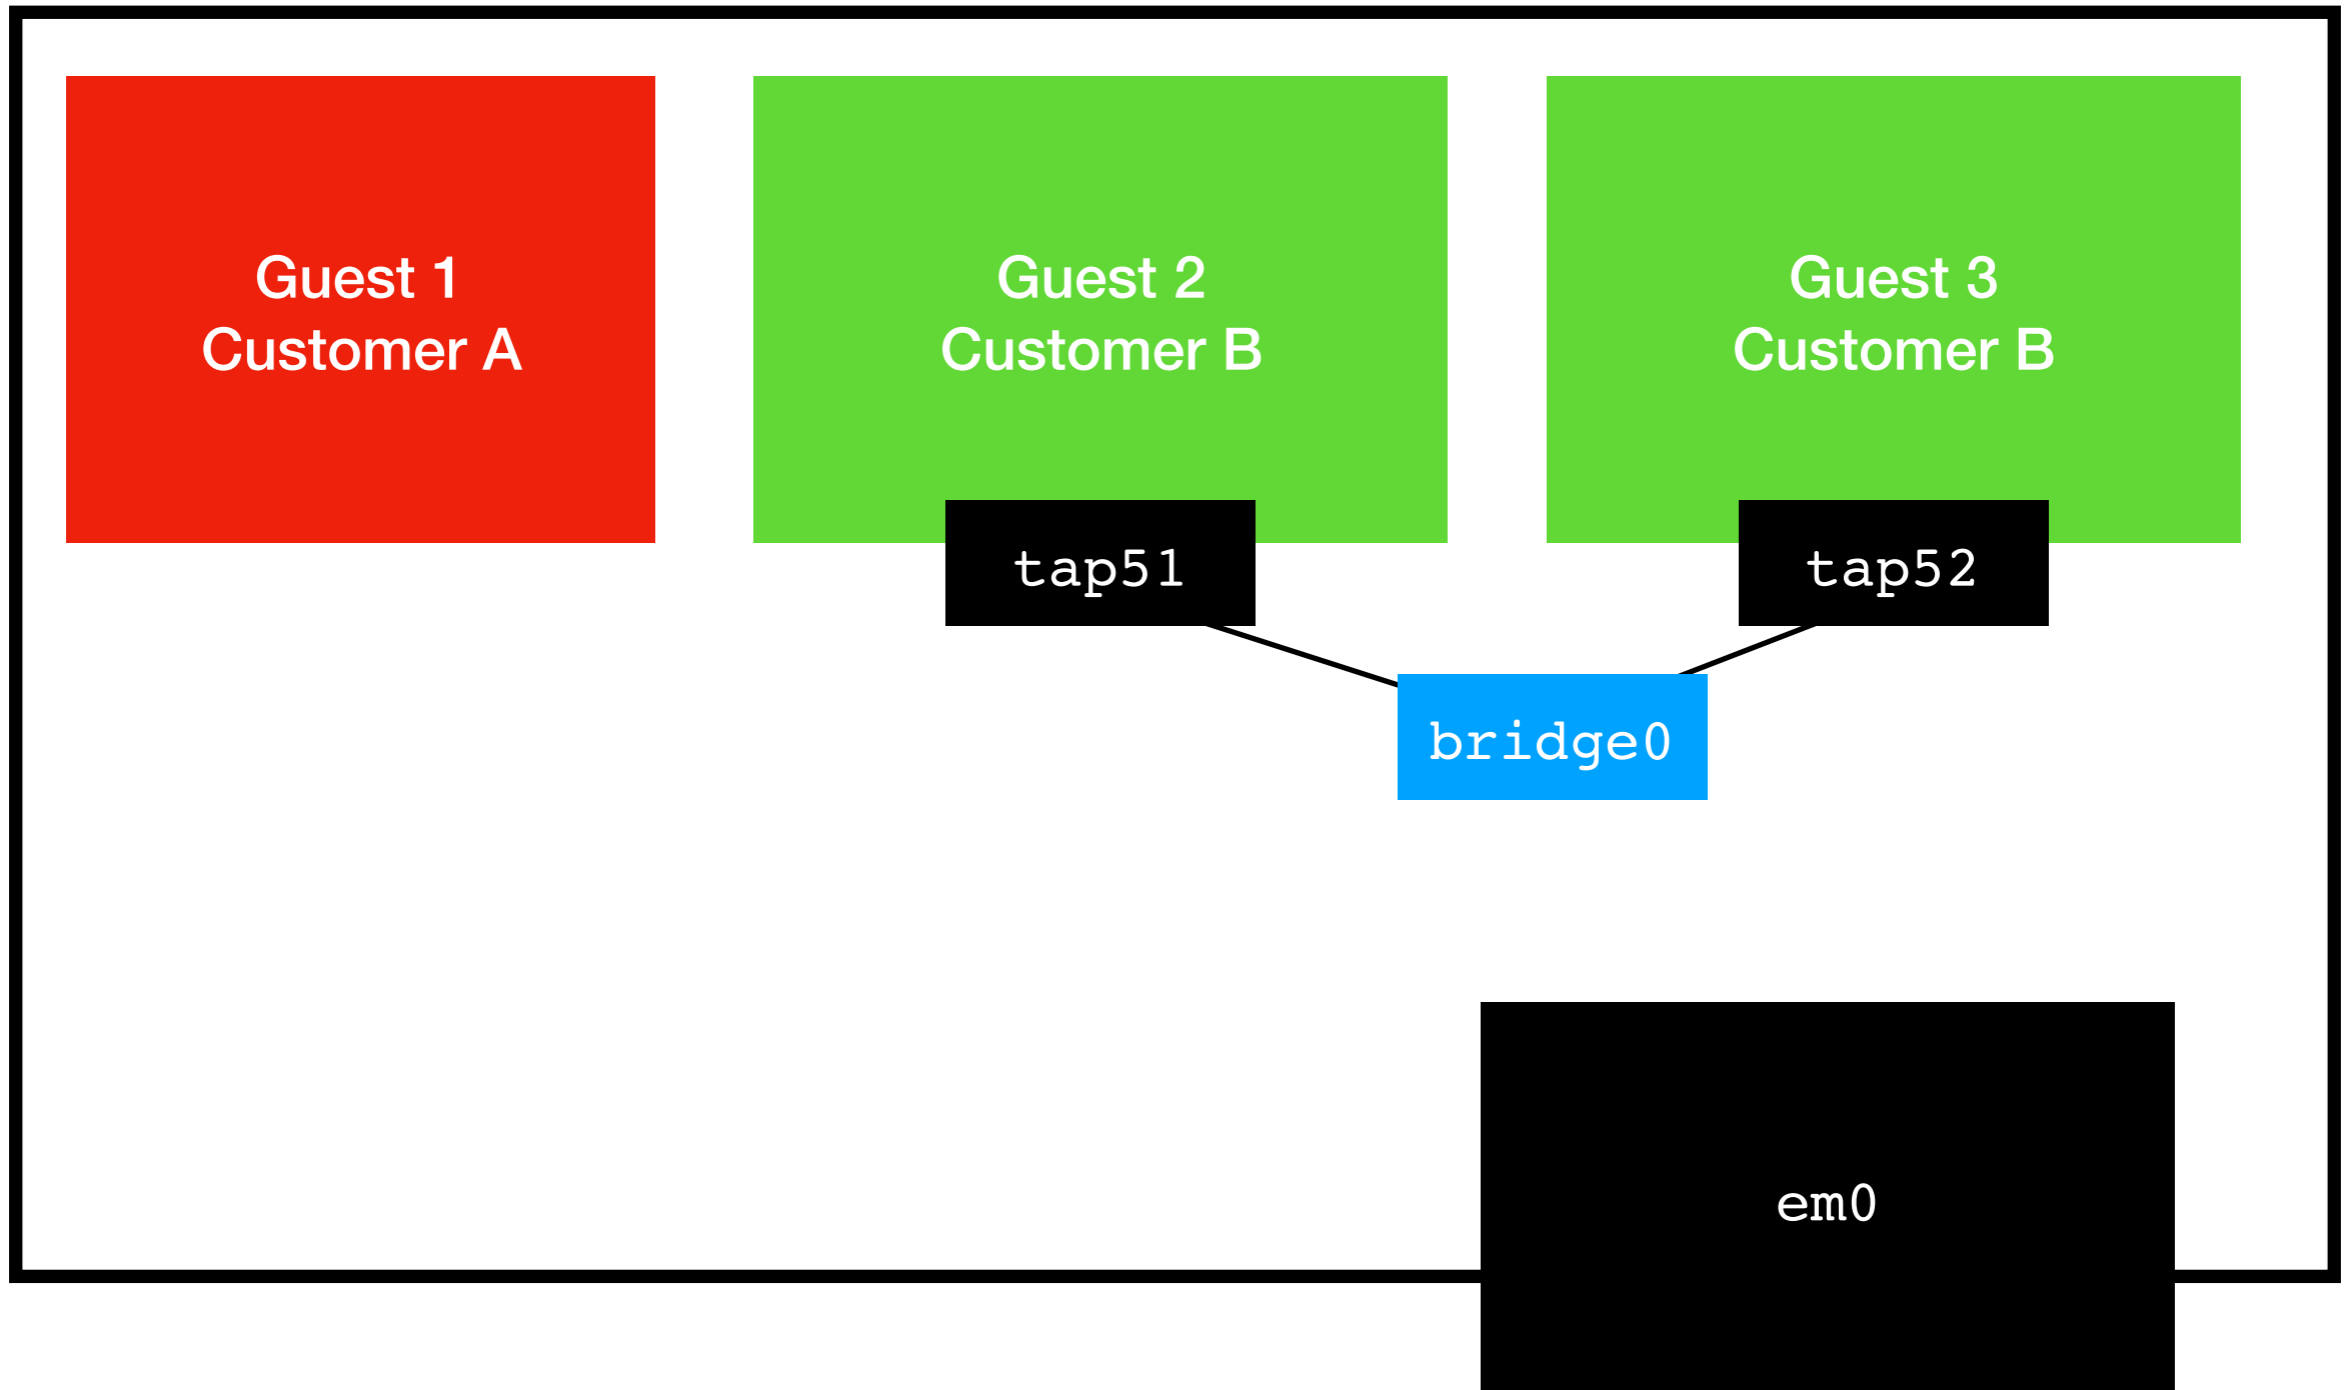 Guest 1
Customer A
Guest 2
Customer B
Guest 3
Customer B
tap51
tap52
bridge0
em0